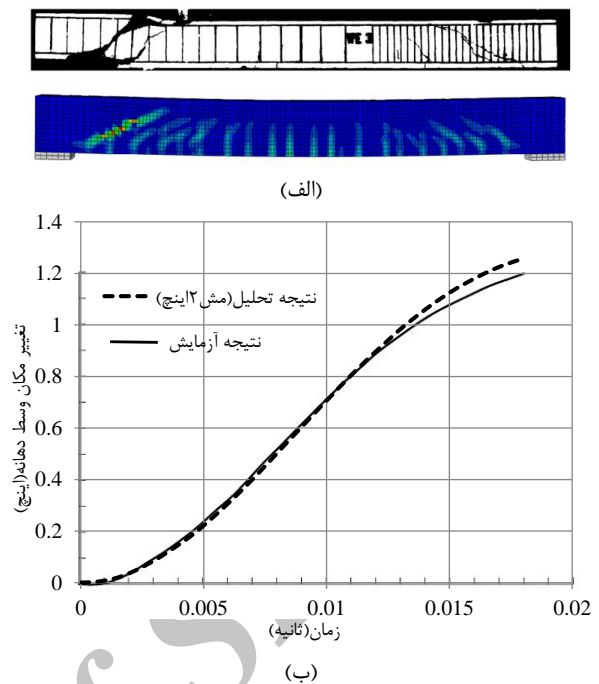 WE 3
(الف)
1.4
1.2
1
0.8
0.6
0.4
0.2
0
نتیجه تحلیل(مش۲اینچ)
نتیجه آزمایش
تغییر مکان وسط دهانه(اینچ)
0 0.005 0.01 0.015 0.02
زمان(ثانیه)
(ب)